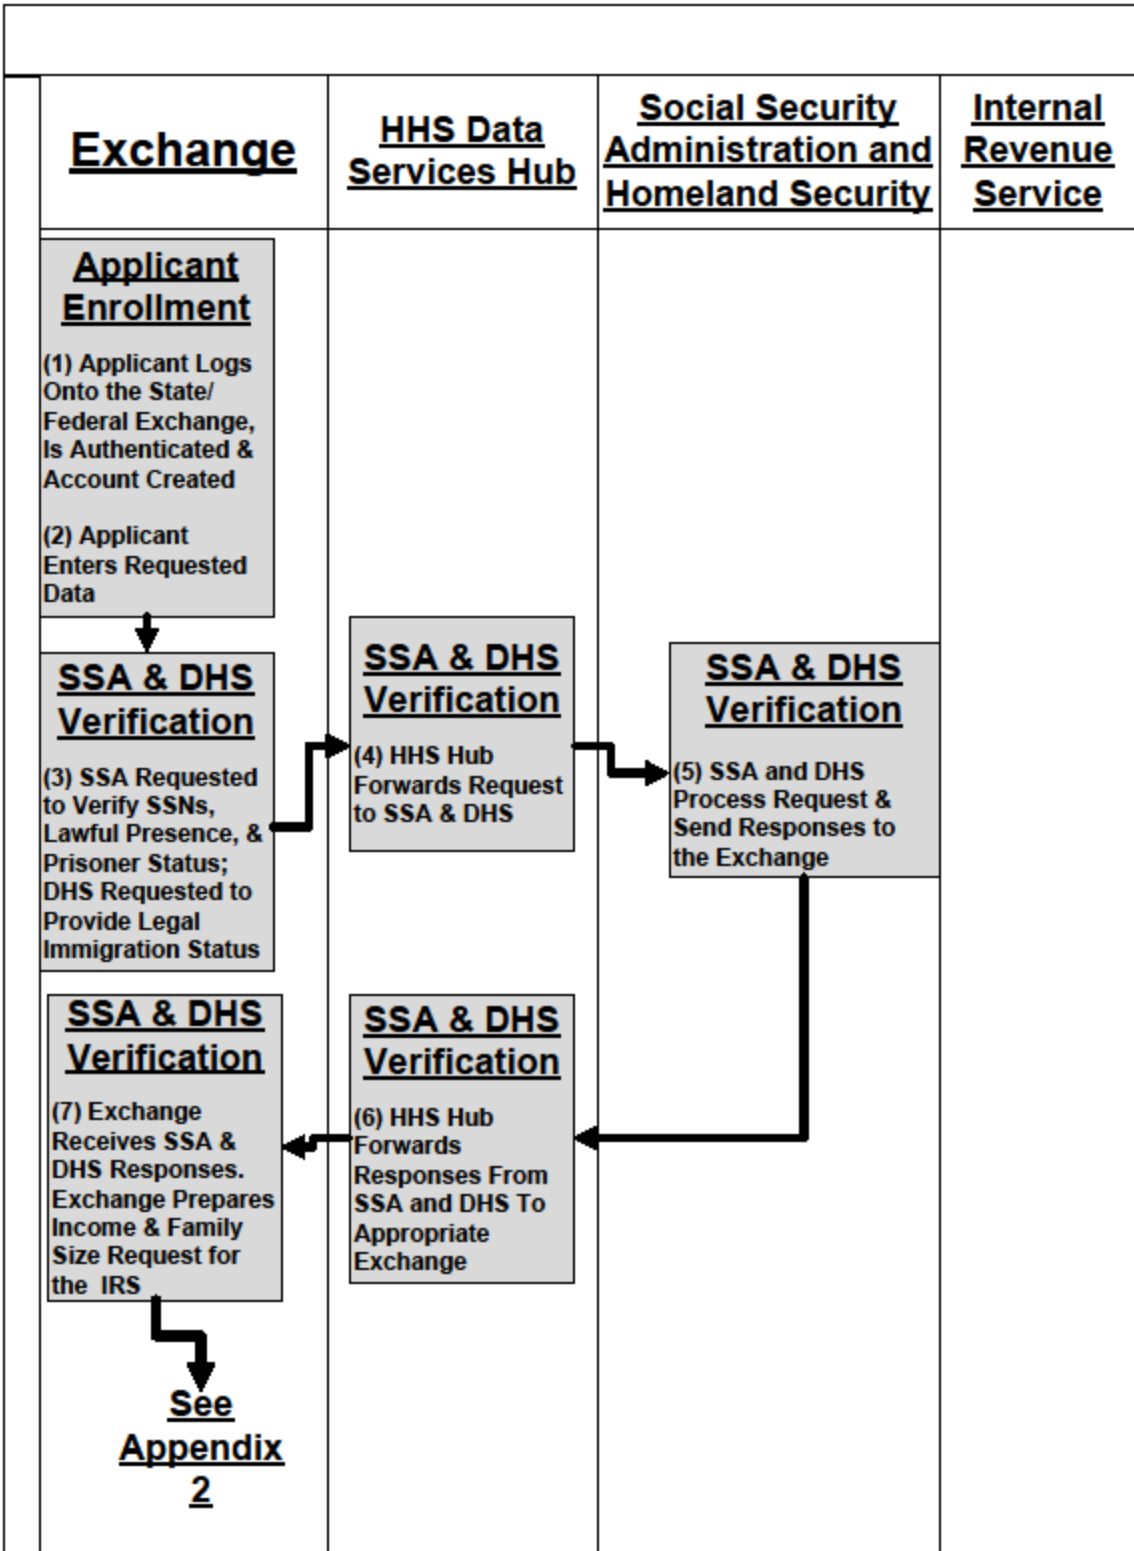 Exchange
HHS Data
Services Hub
Social Security
Administration and
Homeland Security
Internal
Revenue
Service
Applicant
Enrollment
(1) Applicant Logs
Onto the State/
Federal Exchange,
Is Authenticated &
Account Created
(2) Applicant
Enters Requested
Data
SSA & DHS
Verification
(3) SSA Requested
to Verify SSNs,
Lawful Presence, &
Prisoner Status;
DHS Requested to
Provide Legal
Immigration Status
SSA & DHS
Verification
(4) HHS Hub
Forwards Request
to SSA & DHS
SSA & DHS
Verification
(5) SSA and DHS
Process Request &
Send Responses to
the Exchange
SSA & DHS
Verification
(6) HHS Hub
Forwards
Responses From
SSA and DHS To
Appropriate
Exchange
SSA & DHS
Verification
(7) Exchange
Receives SSA &
DHS Responses.
Exchange Prepares
Income & Family
Size Request for
the IRS
See
Appendix
2